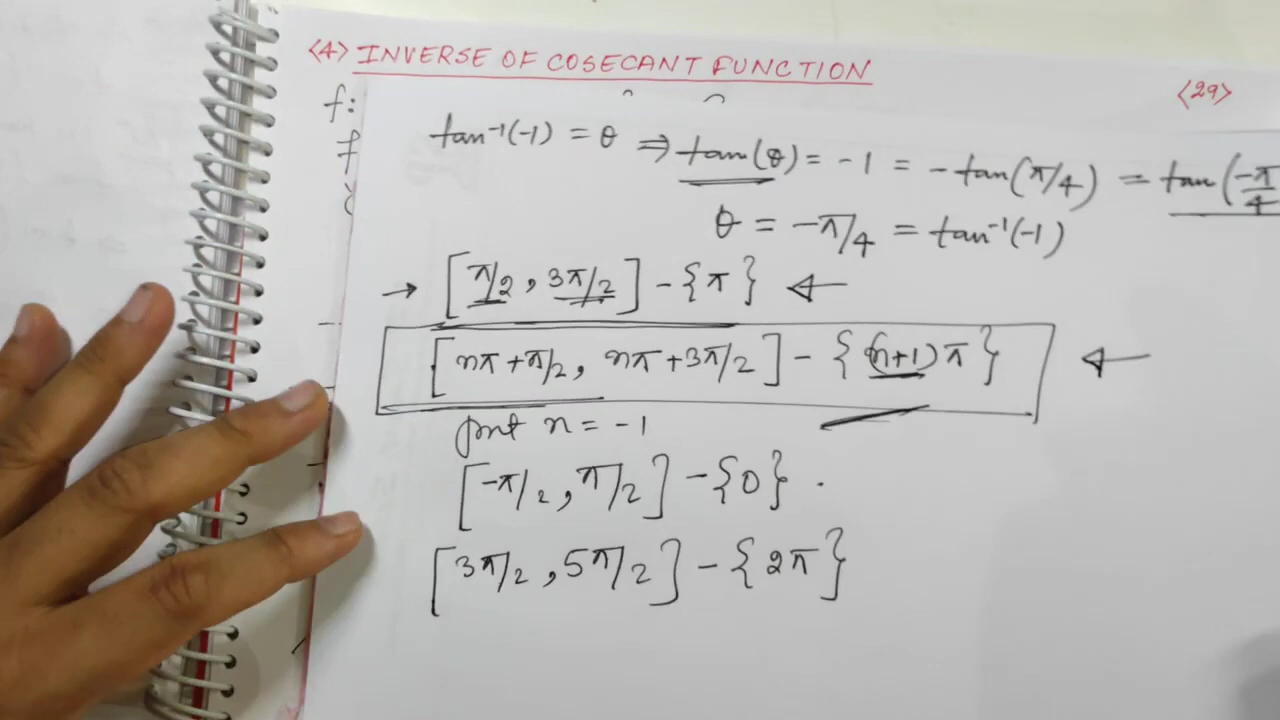 <4> INVERSE OF COSECANT FUNCTION
<29>
f:
f
tan⁻¹(-1) = θ ⇒ tan(θ) = -1 = -tan(π/4) = tan(-π/4
θ = -π/4 = tan⁻¹(-1)
→ [π/2, 3π/2] - {π} ⇐
[nπ+π/2, nπ+3π/2] - {(n+1)π} ⇐
put n = -1
[-π/2, π/2] - {0} .
[3π/2, 5π/2] - {2π}